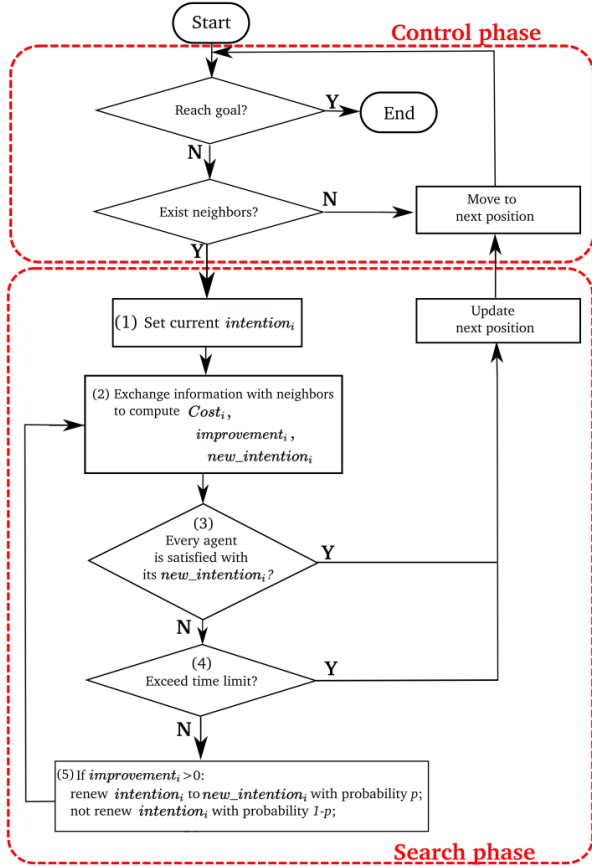 Start
Control phase
Reach goal?
Y
End
N
Exist neighbors?
N
Move to
next position
Y
Update
next position
(1) Set current intention_i
(2) Exchange information with neighbors
to compute Cost_i,
improvement_i,
new_intention_i
(3)
Every agent
is satisfied with
its new_intention_i?
Y
N
(4)
Exceed time limit?
Y
N
(5) If improvement_i>0:
renew intention_i to new_intention_i with probability p;
not renew intention_i with probability 1-p;
Search phase